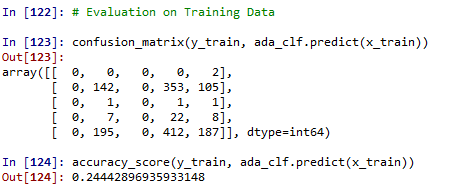 In [122]: # Evaluation on Training Data
In [123]: confusion_matrix(y_train, ada_clf.predict(x_train))
Out[123]:
array([[  0,   0,   0,   0,   2],
       [  0, 142,   0, 353, 105],
       [  0,   1,   0,   1,   1],
       [  0,   7,   0,  22,   8],
       [  0, 195,   0, 412, 187]], dtype=int64)
In [124]: accuracy_score(y_train, ada_clf.predict(x_train))
Out[124]: 0.24442896935933148